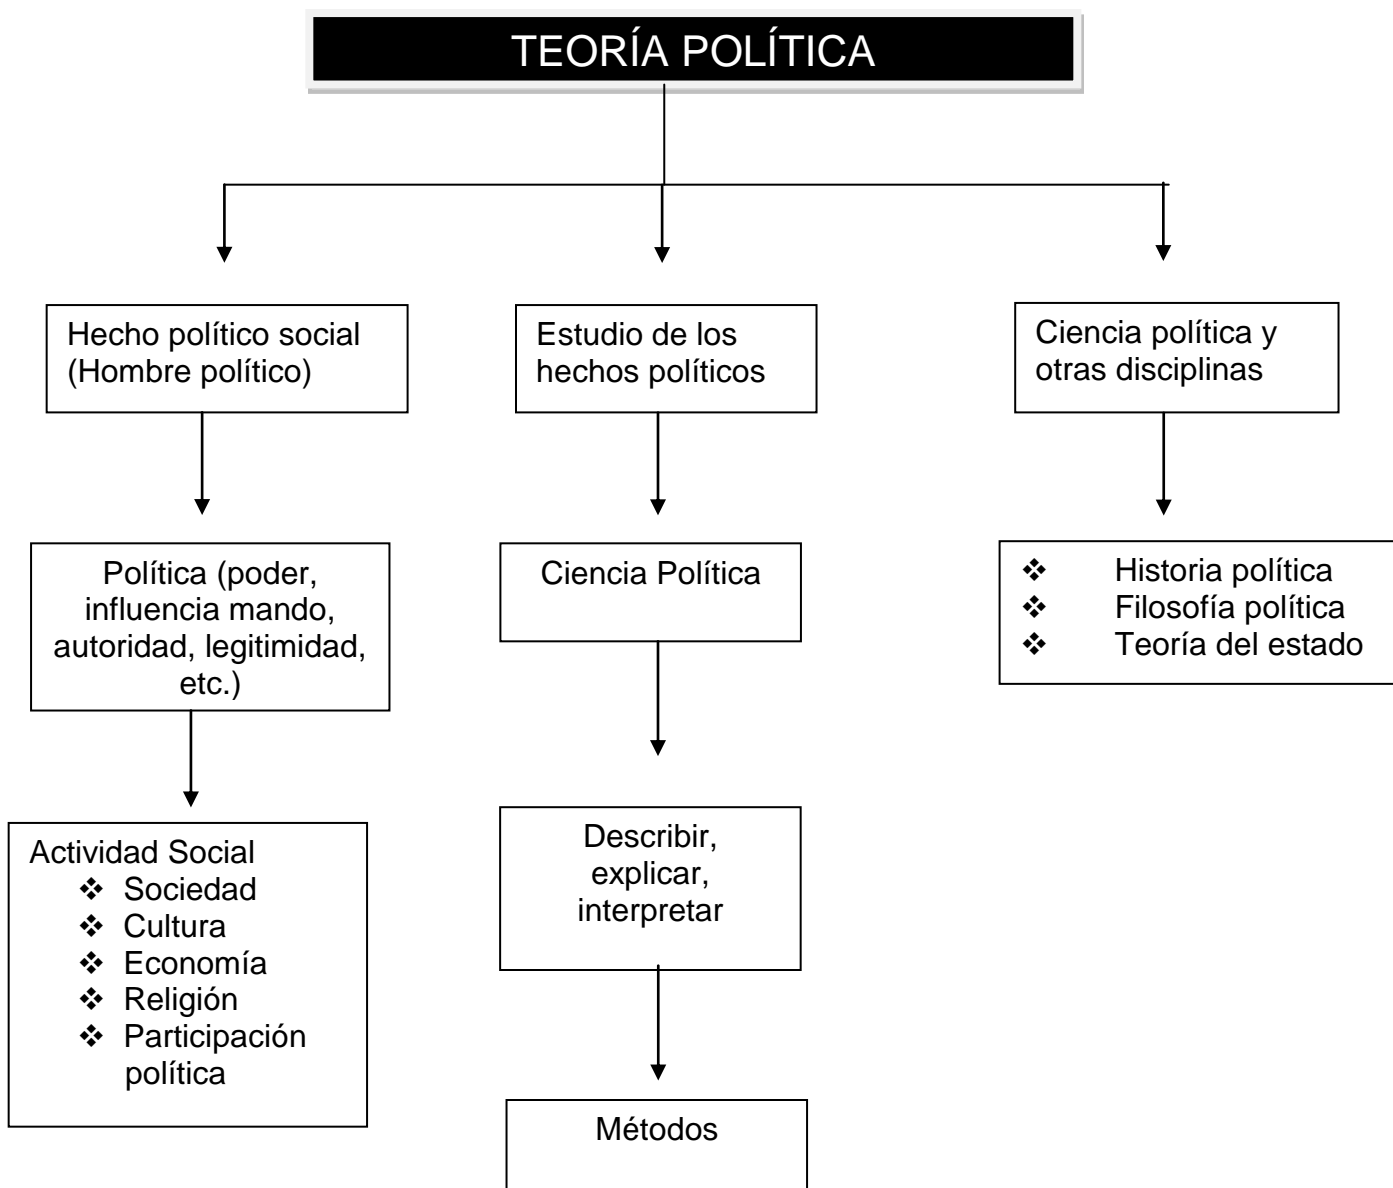 TEORÍA POLÍTICA
Hecho político social
(Hombre político)
Estudio de los
hechos políticos
Ciencia política y
otras disciplinas
Política (poder,
influencia mando,
autoridad, legitimidad,
etc.)
Ciencia Política
❖ Historia política
❖ Filosofía política
❖ Teoría del estado
Actividad Social
❖ Sociedad
❖ Cultura
❖ Economía
❖ Religión
❖ Participación
política
Describir,
explicar,
interpretar
Métodos